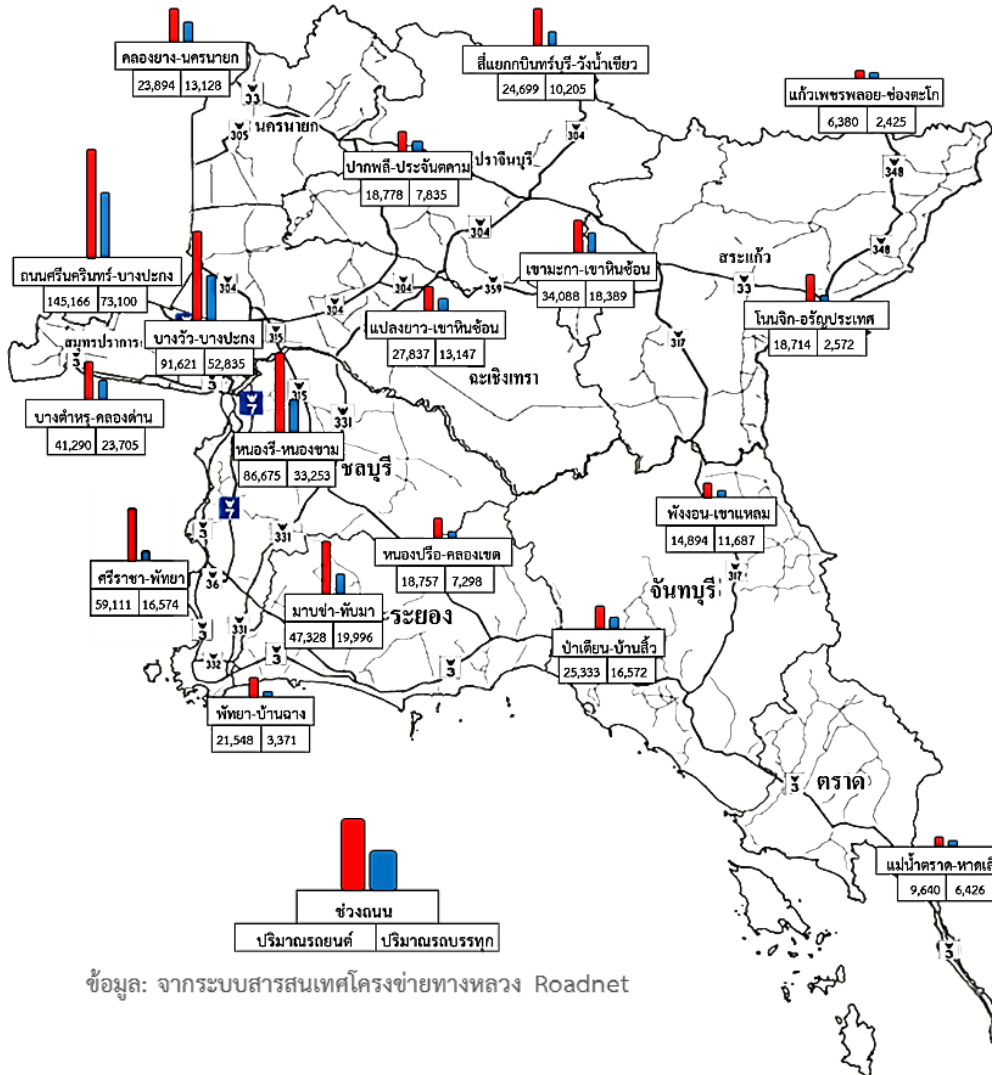 คลองยาง-นครนายก
23,894 13,128
สี่แยกกบินทร์บุรี-วังน้ำเขียว
24,699 10,205
แก้วเพชรพลอย-ช่องตะโก
6,380 2,425
33
305
นครนายก
304
ปากพลี-ประจันตคาม
18,778 7,835
ปราจีนบุรี
348
304
348
ถนนศรีนครินทร์-บางปะกง
145,166 73,100
304
304
304
359
เขามะกา-เขาหินซ้อน
34,088 18,389
สระแก้ว
33
โนนจิก-อรัญประเทศ
18,714 2,572
บางวัว-บางปะกง
91,621 52,835
315
แปลงยาว-เขาหินซ้อน
27,837 13,147
317
สมุทรปราการ
3
3
ฉะเชิงเทรา
7
315
331
บางตำหรุ-คลองด่าน
41,290 23,705
หนองรี-หนองขาม
86,675 33,253
ชลบุรี
7
3
331
พังงอน-เขาแหลม
14,894 11,687
317
ศรีราชา-พัทยา
59,111 16,574
36
หนองปรือ-คลองเขต
18,757 7,298
จันทบุรี
มาบข่า-ทับมา
47,328 19,996
ระยอง
3
331
ป่าเตียน-บ้านสิ้ว
25,333 16,572
332
3
3
พัทยา-บ้านฉาง
21,548 3,371
3
ตราด
แม่น้ำตราด-หาดเล็
9,640 6,426
3
ช่วงถนน
ปริมาณรถยนต์ ปริมาณรถบรรทุก
ข้อมูล: จากระบบสารสนเทศโครงข่ายทางหลวง Roadnet